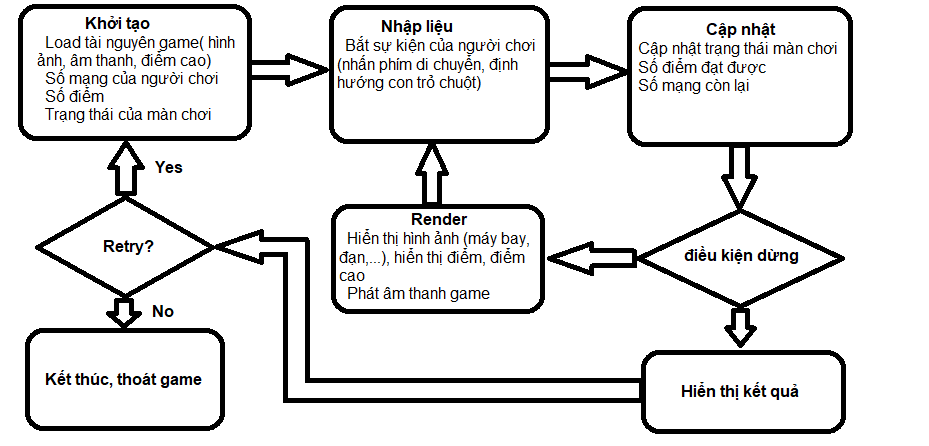 Khởi tạo
Load tài nguyên game( hình
ảnh, âm thanh, điểm cao)
Số mạng của người chơi
Số điểm
Trạng thái của màn chơi
Nhập liệu
Bắt sự kiện của người chơi
(nhấn phím di chuyển, định
hướng con trỏ chuột)
Cập nhật
Cập nhật trạng thái màn chơi
Số điểm đạt được
Số mạng còn lại
Yes
Retry?
Render
Hiển thị hình ảnh (máy bay,
đạn,...), hiển thị điểm, điểm
cao
Phát âm thanh game
điều kiện dừng
No
Kết thúc, thoát game
Hiển thị kết quả